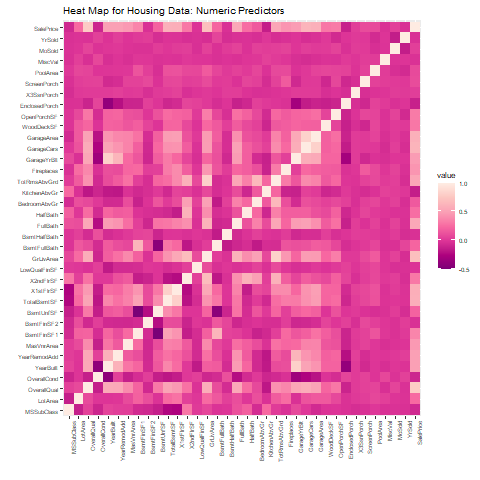 Heat Map for Housing Data: Numeric Predictors
SalePrice
YrSold
MoSold
MiscVal
PoolArea
ScreenPorch
X3SsnPorch
EnclosedPorch
OpenPorchSF
WoodDeckSF
GarageArea
GarageCars
GarageYrBlt
Fireplaces
TotRmsAbvGrd
KitchenAbvGr
BedroomAbvGr
HalfBath
FullBath
BsmtHalfBath
BsmtFullBath
GrLivArea
LowQualFinSF
X2ndFlrSF
X1stFlrSF
TotalBsmtSF
BsmtUnfSF
BsmtFinSF2
BsmtFinSF1
MasVnrArea
YearRemodAdd
YearBuilt
OverallCond
OverallQual
LotArea
MSSubClass
value
1.0
0.5
0.0
-0.5
MSSubClass
LotArea
OverallQual
OverallCond
YearBuilt
YearRemodAdd
MasVnrArea
BsmtFinSF1
BsmtFinSF2
BsmtUnfSF
TotalBsmtSF
X1stFlrSF
X2ndFlrSF
LowQualFinSF
GrLivArea
BsmtFullBath
BsmtHalfBath
FullBath
HalfBath
BedroomAbvGr
KitchenAbvGr
TotRmsAbvGrd
Fireplaces
GarageYrBlt
GarageCars
GarageArea
WoodDeckSF
OpenPorchSF
EnclosedPorch
X3SsnPorch
ScreenPorch
PoolArea
MiscVal
MoSold
YrSold
SalePrice